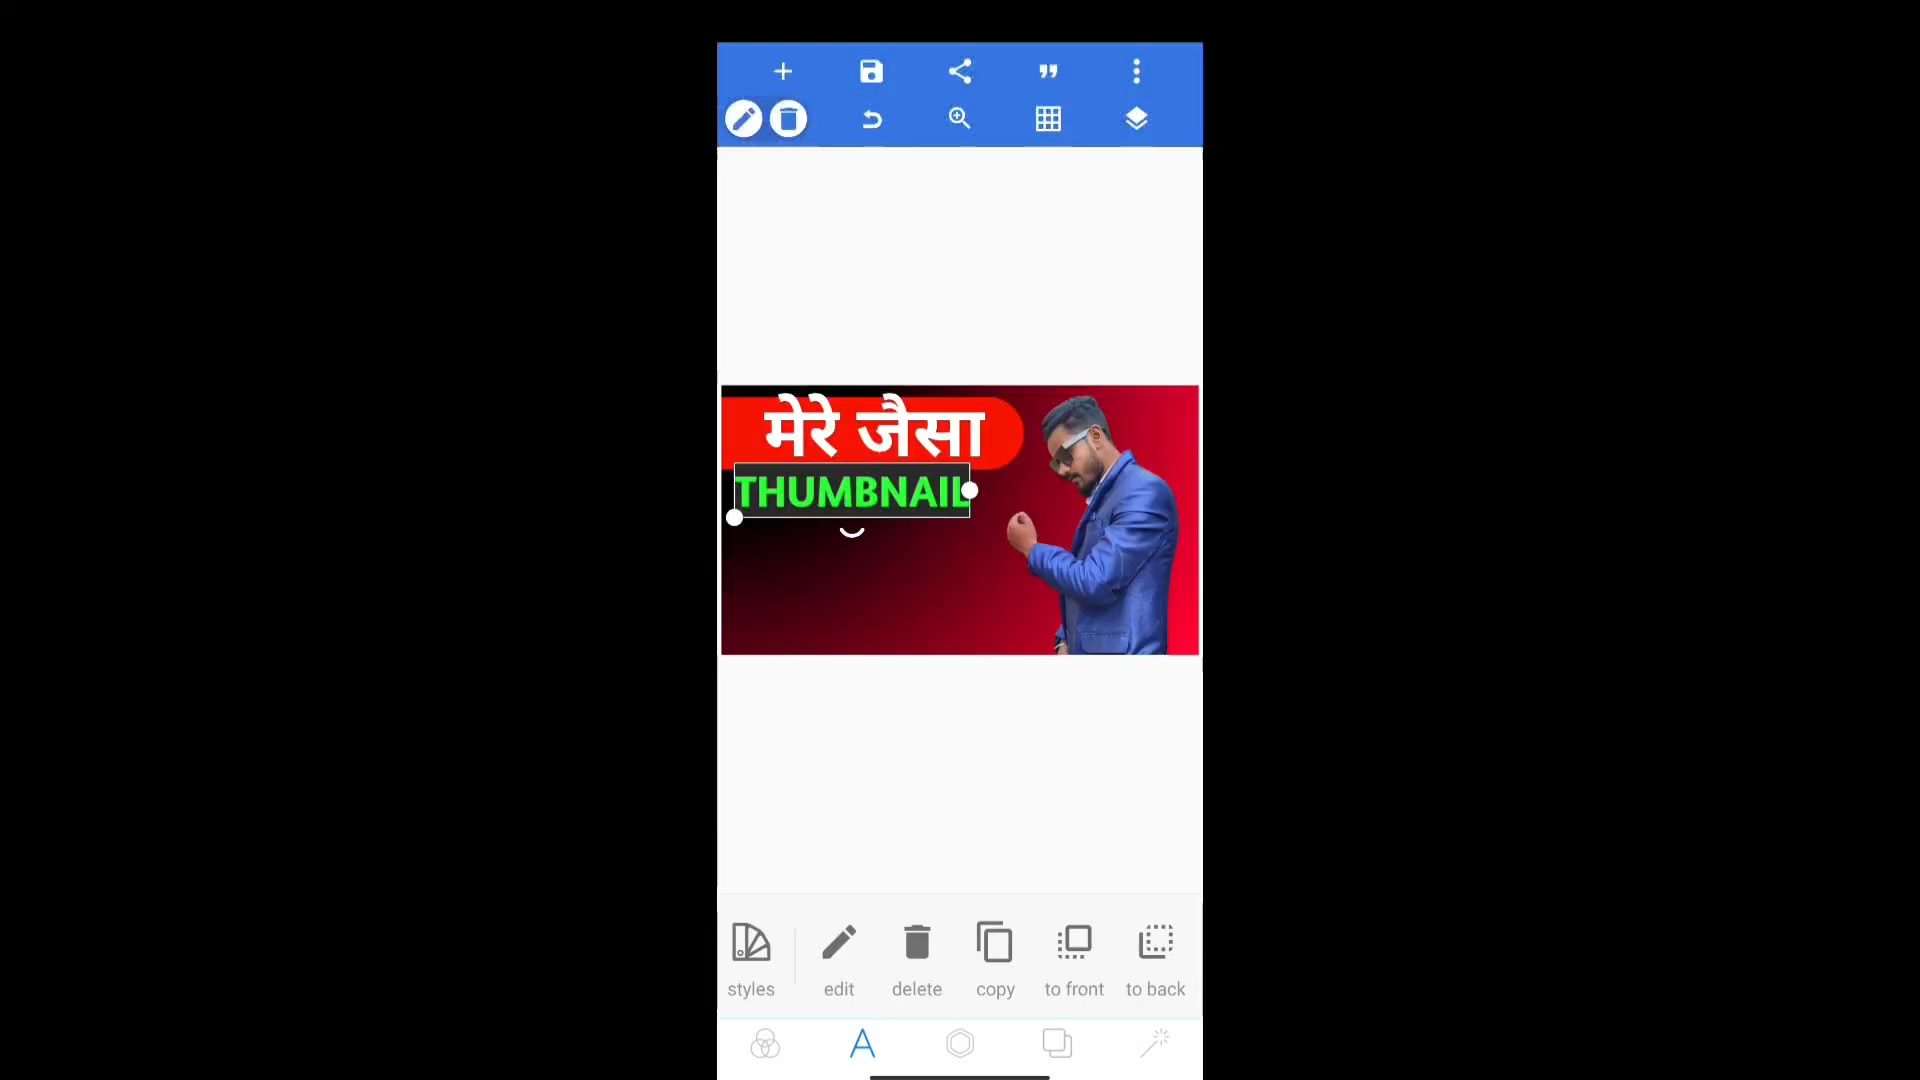 मेरे जैसा
THUMBNAIL
styles
edit
delete
copy
to front
to back